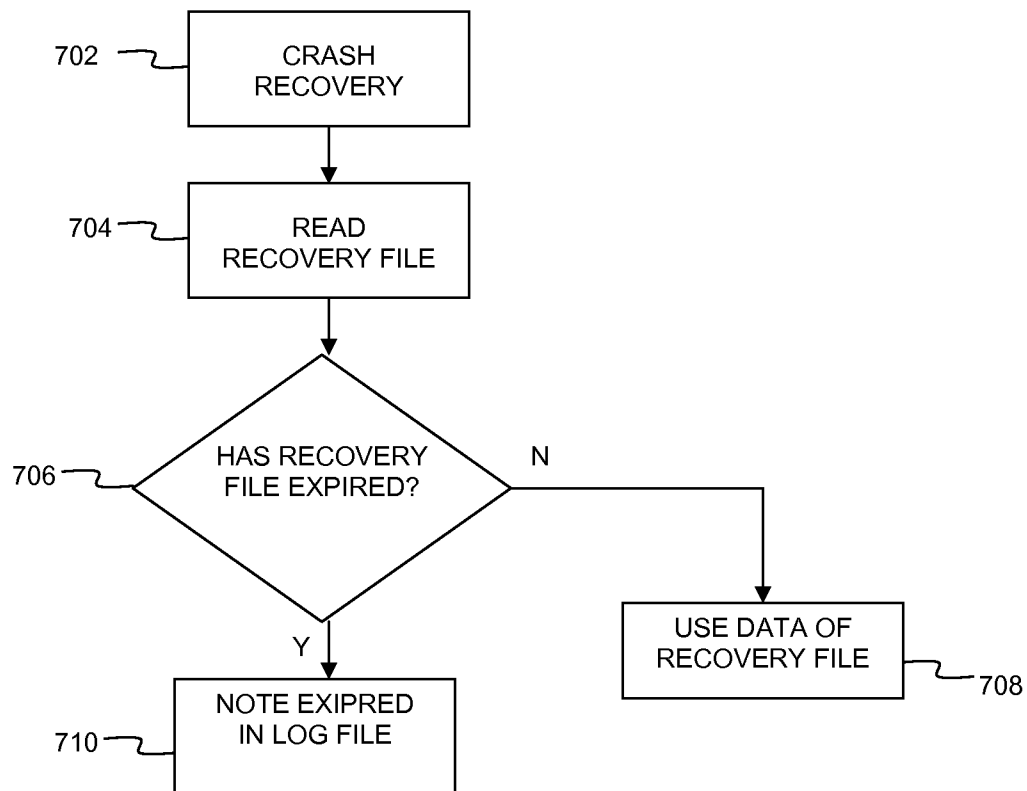 702
CRASH
RECOVERY
704
READ
RECOVERY FILE
706
HAS RECOVERY
FILE EXPIRED?
N
Y
USE DATA OF
RECOVERY FILE
708
NOTE EXIPRED
IN LOG FILE
710